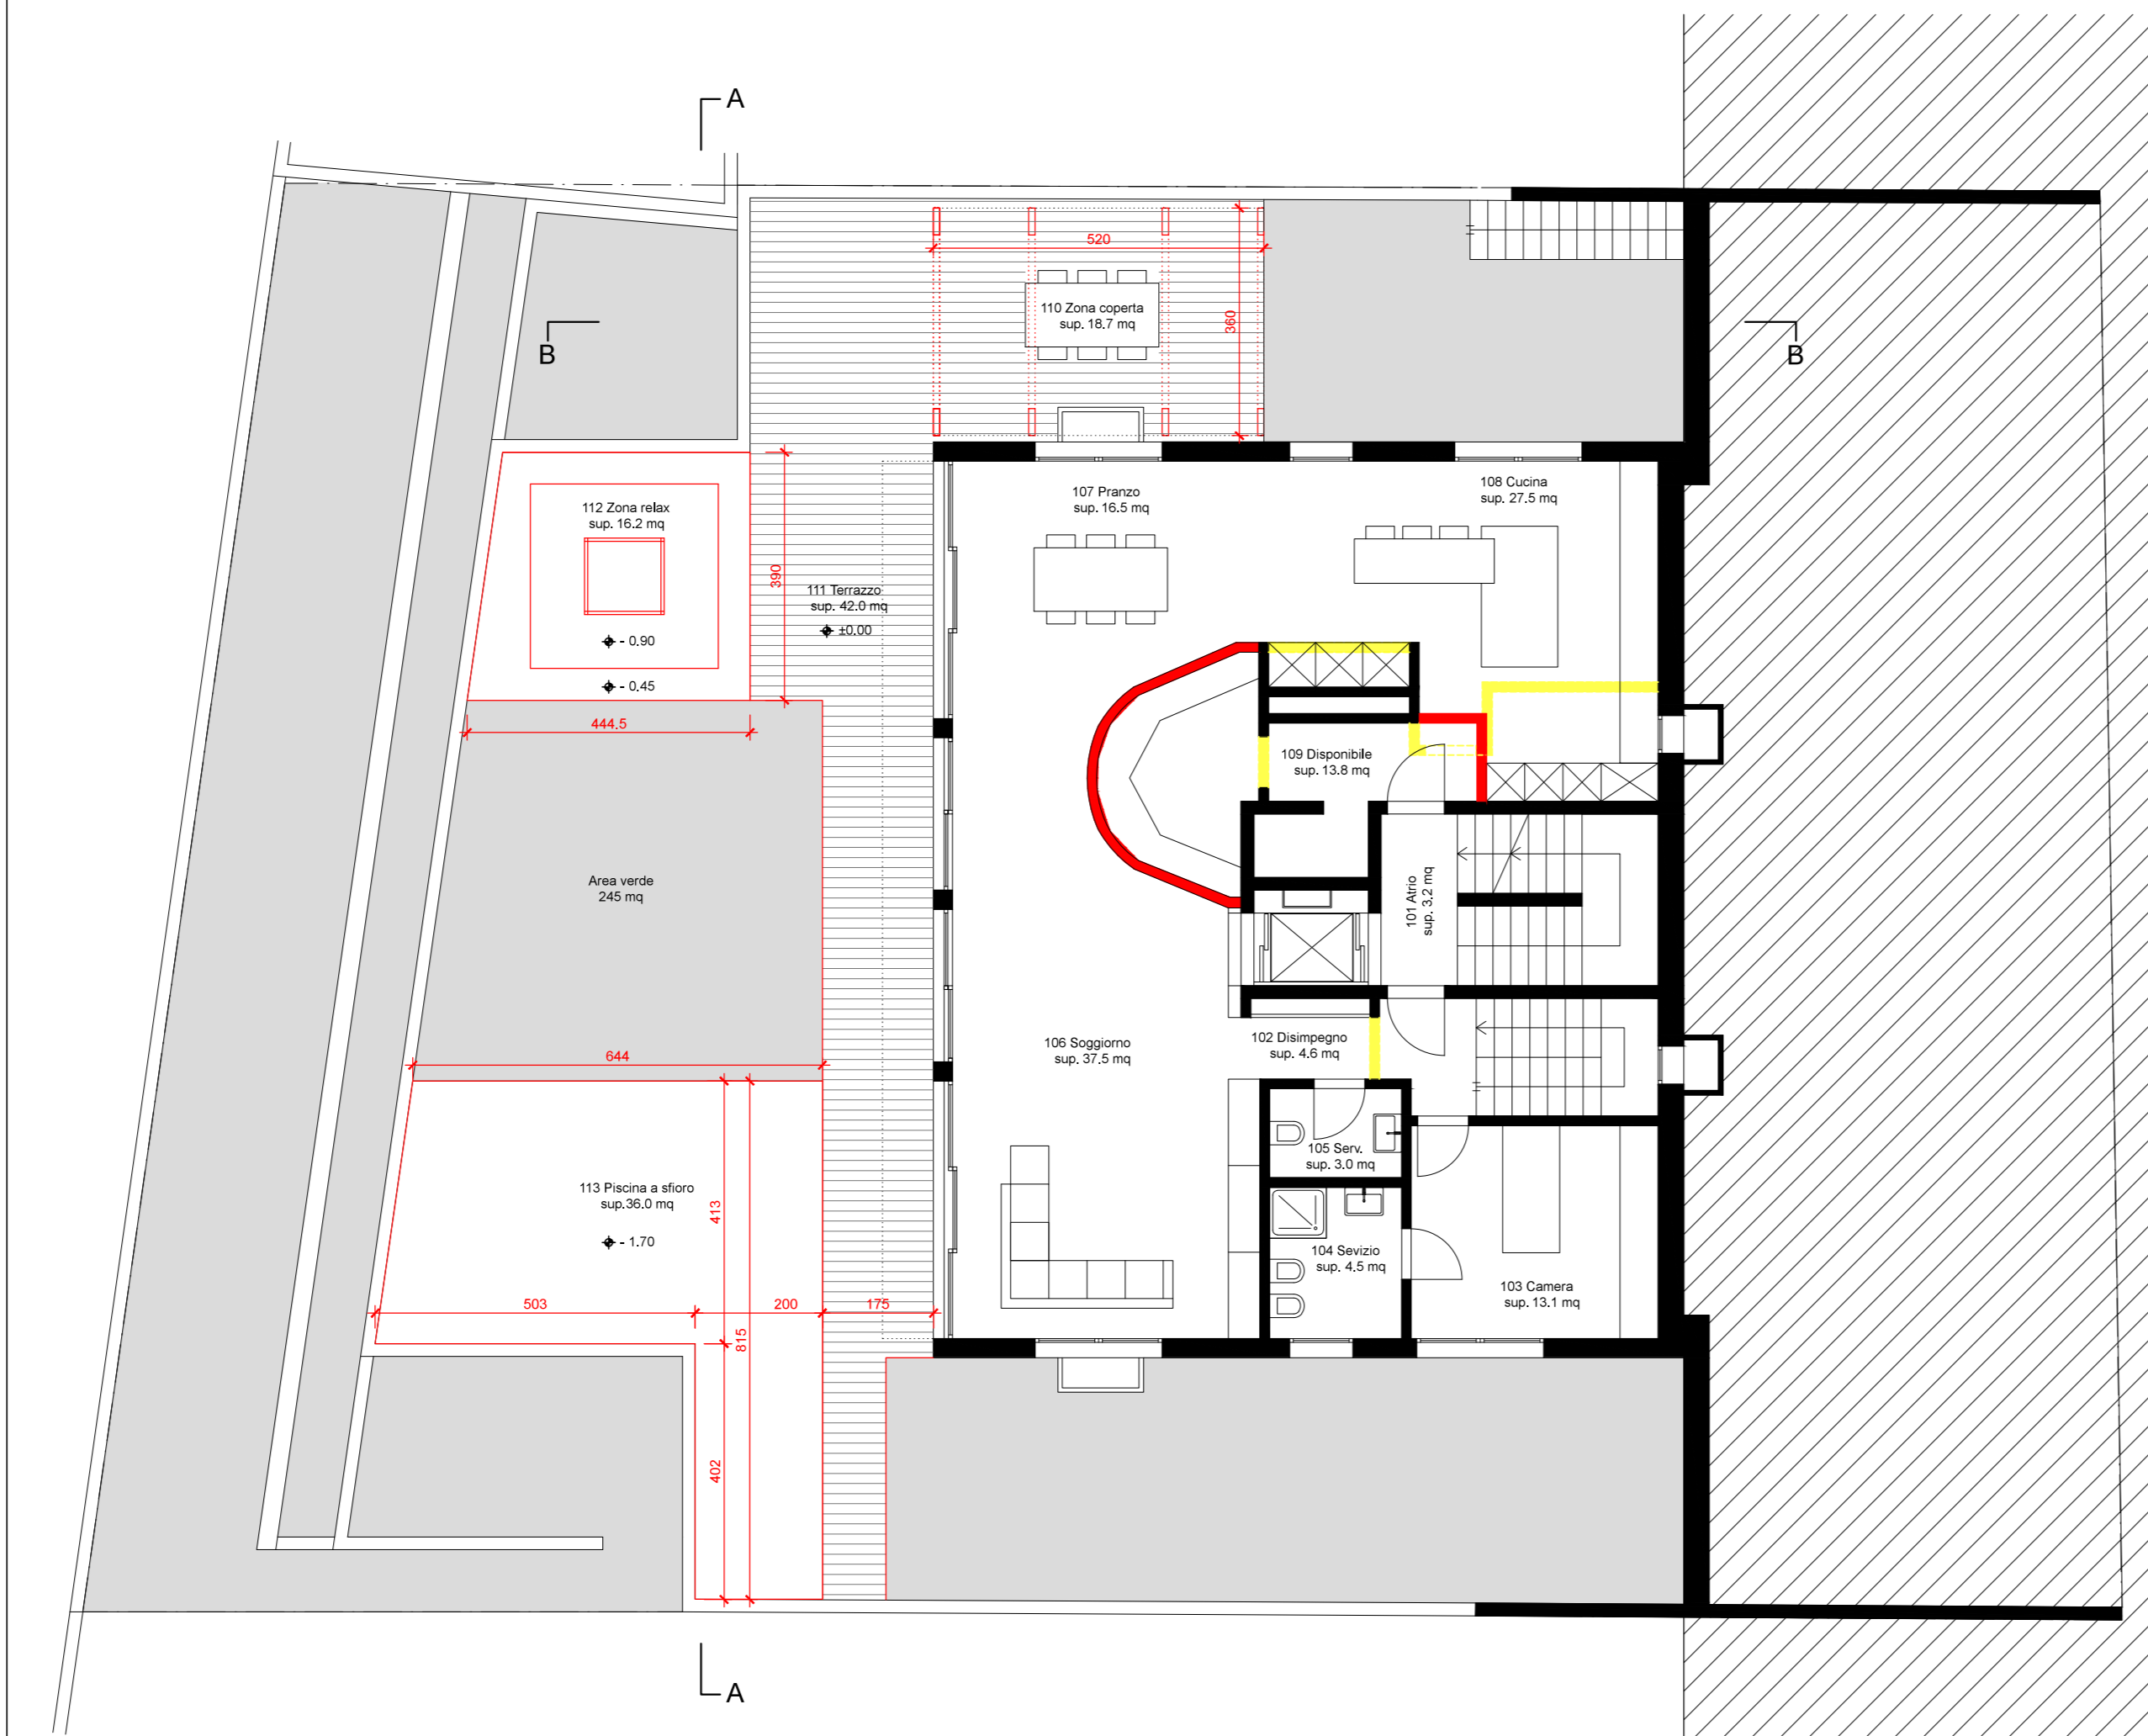 A
520
110 Zona coperta
sup. 18.7 mq
360
B
B
107 Pranzo
sup. 16.5 mq
108 Cucina
sup. 27.5 mq
112 Zona relax
sup. 16.2 mq
390
111 Terrazzo
sup. 42.0 mq
±0.00
- 0.90
- 0.45
444.5
109 Disponibile
sup. 13.8 mq
Area verde
245 mq
101 Atrio
sup. 3.2 mq
644
106 Soggiorno
sup. 37.5 mq
102 Disimpegno
sup. 4.6 mq
105 Serv.
sup. 3.0 mq
113 Piscina a sfioro
sup.36.0 mq
413
- 1.70
104 Sevizio
sup. 4.5 mq
103 Camera
sup. 13.1 mq
503
200
175
815
402
A